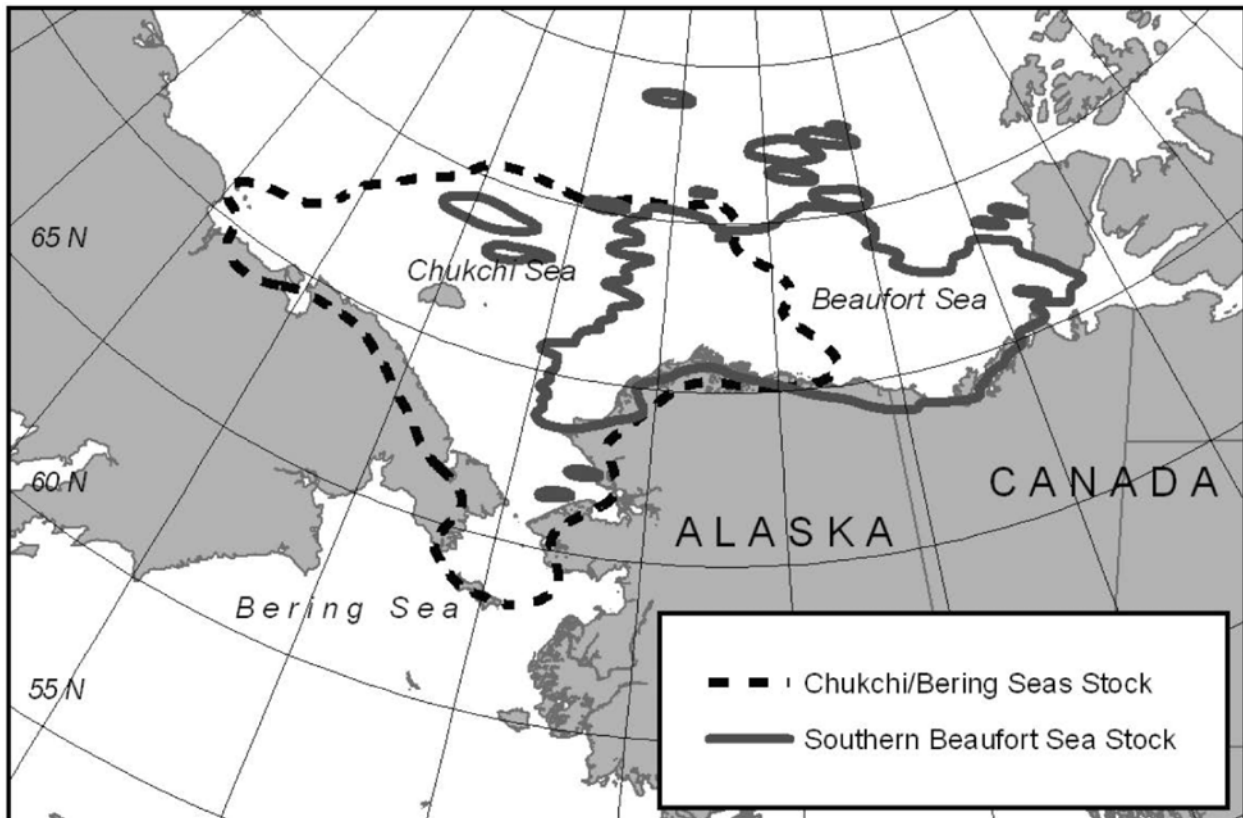 65 N
Chukchi Sea
Beaufort Sea
60 N
CANADA
ALASKA
Bering Sea
55 N
Chukchi/Bering Seas Stock
Southern Beaufort Sea Stock